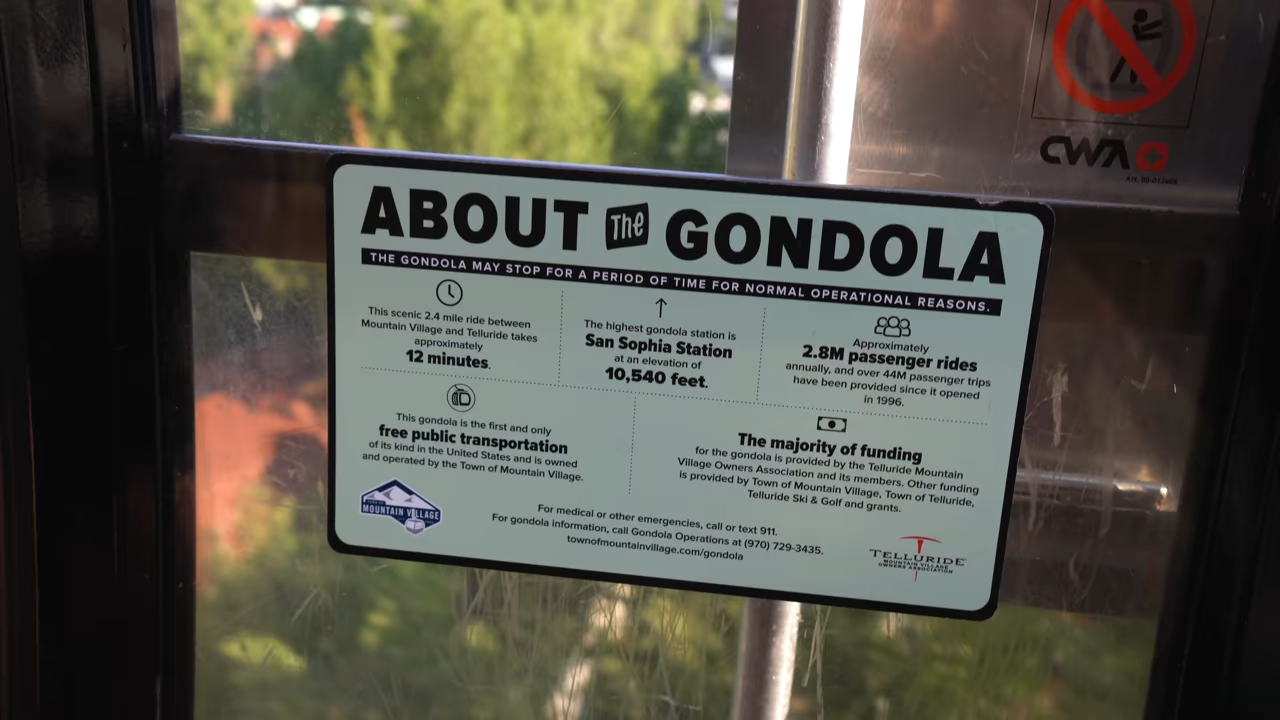 CWA
ABOUT The GONDOLA
THE GONDOLA MAY STOP FOR A PERIOD OF TIME FOR NORMAL OPERATIONAL REASONS.
This scenic 2.4 mile ride between
Mountain Village and Telluride takes
approximately
12 minutes.
The highest gondola station is
San Sophia Station
at an elevation of
10,540 feet.
Approximately
2.8M passenger rides
annually, and over 44M passenger trips
have been provided since it opened
in 1996.
This gondola is the first and only
free public transportation
of its kind in the United States and is owned
and operated by the Town of Mountain Village.
The majority of funding
for the gondola is provided by the Telluride Mountain
Village Owners Association and its members. Other funding
is provided by Town of Mountain Village, Town of Telluride,
Telluride Ski & Golf and grants.
MOUNTAIN VILLAGE
For medical or other emergencies, call or text 911.
For gondola information, call Gondola Operations at (970) 729-3435.
townofmountainvillage.com/gondola
TELLURIDE
MOUNTAIN VILLAGE
OWNERS ASSOCIATION